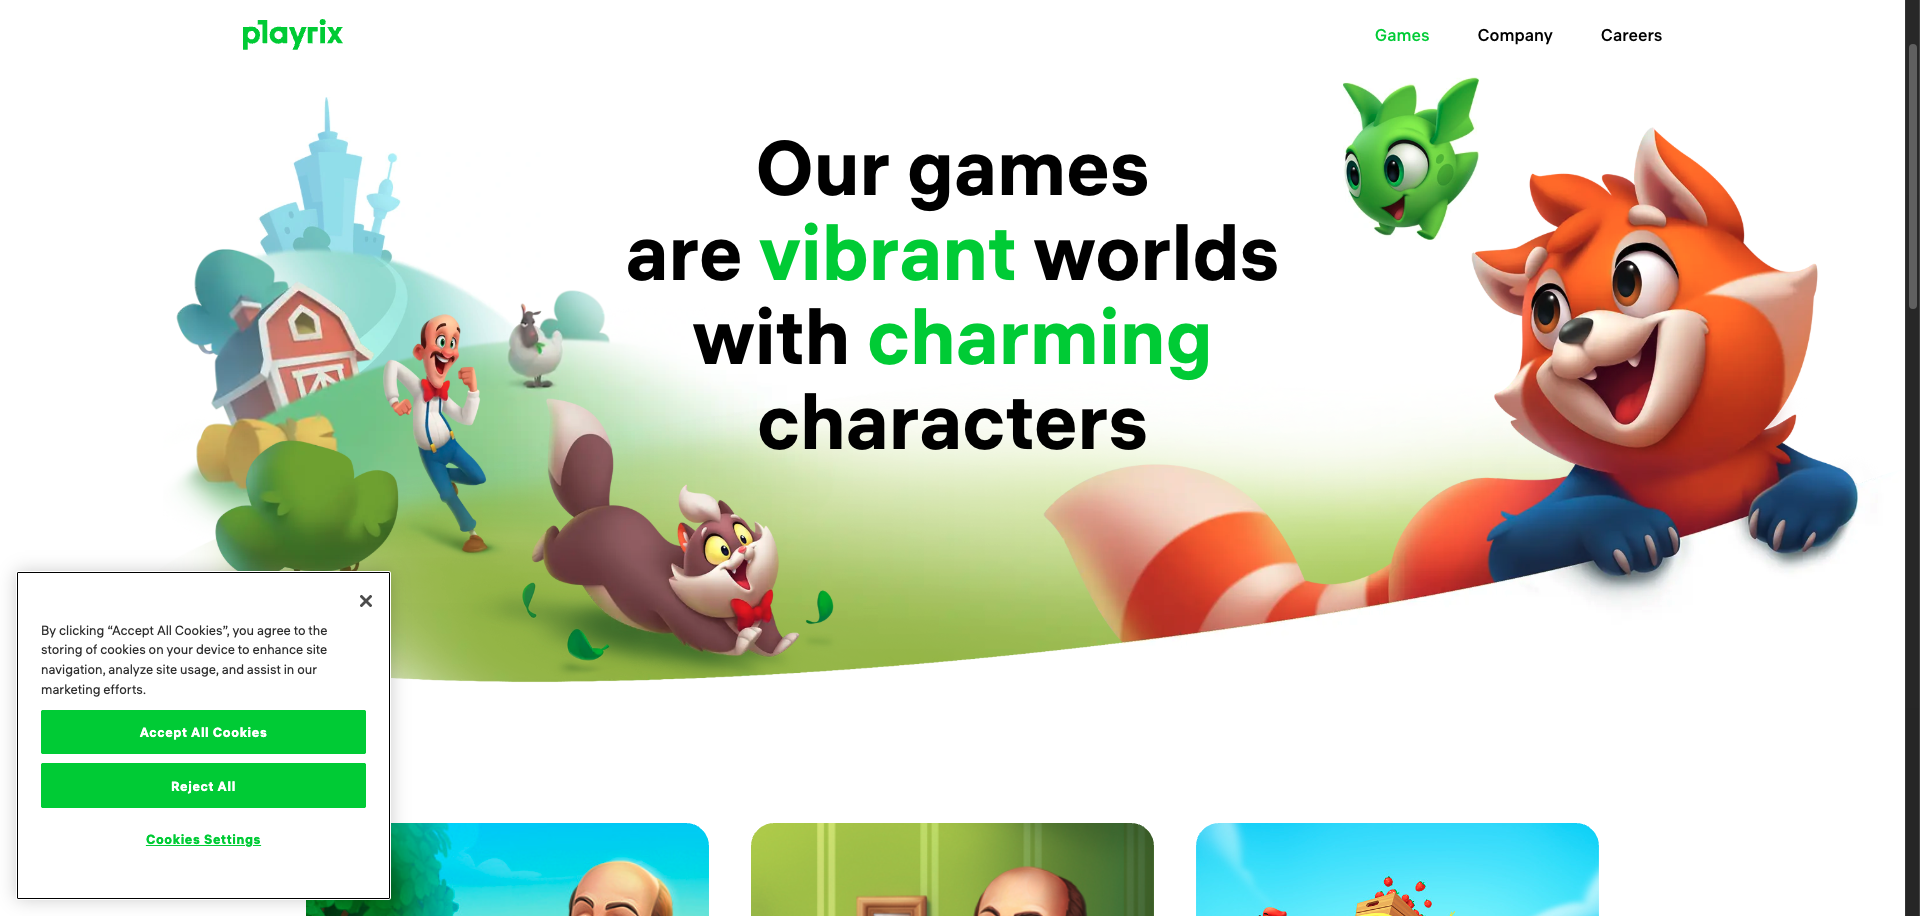 playrix
Games
Company
Careers
Our games
are vibrant worlds
with charming
characters
By clicking “Accept All Cookies”, you agree to the
storing of cookies on your device to enhance site
navigation, analyze site usage, and assist in our
marketing efforts.
Accept All Cookies
Reject All
Cookies Settings